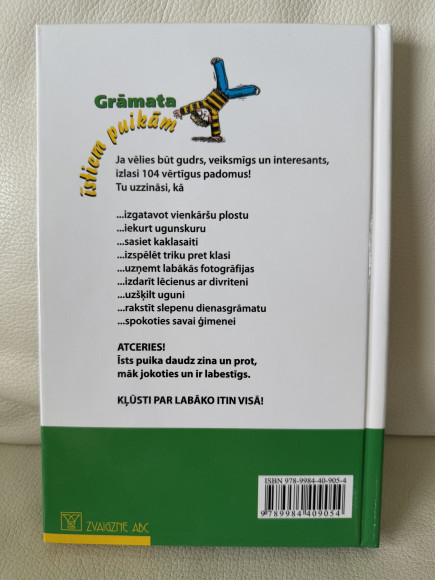 Grāmata
īstiem puikām
Ja vēlies būt gudrs, veiksmīgs un interesants,
izlasi 104 vērtīgus padomus!
Tu uzzināsi, kā
...izgatavot vienkāršu plostu
...iekurt ugunskuru
...sasiet kaklasaiti
...izspēlēt triku pret klasi
...uzņemt labākās fotogrāfijas
...izdarīt lēcienus ar divriteni
...uzšķilt uguni
...rakstīt slepenu dienasgrāmatu
...spokoties savai ģimenei
ATCERIES!
Īsts puika daudz zina un prot,
māk jokoties un ir labestīgs.
KĻŪSTI PAR LABĀKO ITIN VISĀ!
ISBN 978-9984-40-905-4
9 789984 409054
ZVAIGZNE ABC